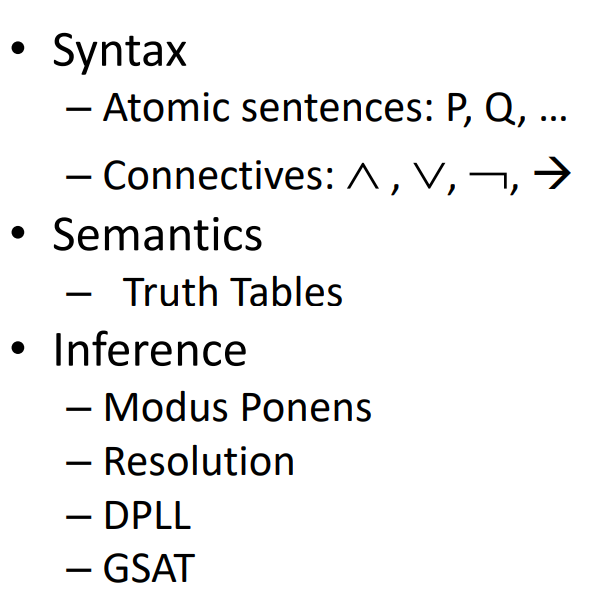 • Syntax
– Atomic sentences: P, Q, ...
– Connectives: ∧ , ∨, ¬, →
• Semantics
– Truth Tables
• Inference
– Modus Ponens
– Resolution
– DPLL
– GSAT